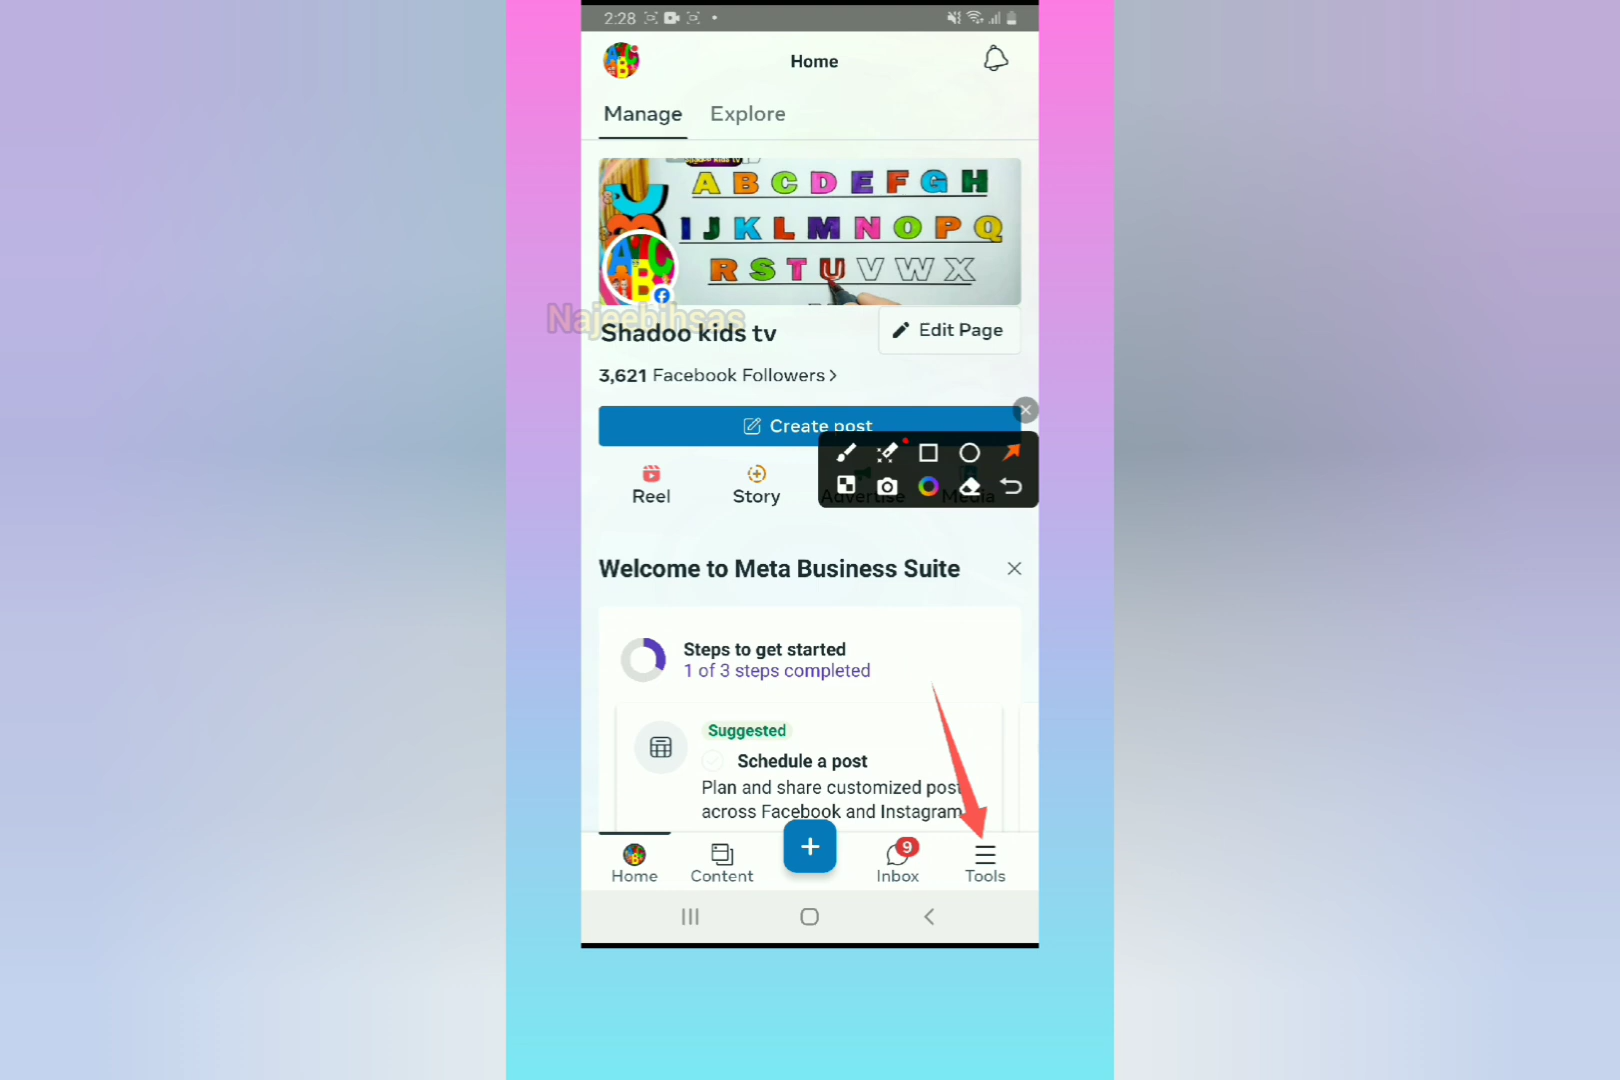 2:28
Home
Manage Explore
A B C D E F G H
I J K L M N O P Q
R S T U V W X
Najeebihsas
Shadoo kids tv
Edit Page
3,621 Facebook Followers
Create post
Reel Story Advertise Media
Welcome to Meta Business Suite
Steps to get started
1 of 3 steps completed
Suggested
Schedule a post
Plan and share customized post
across Facebook and Instagram
9
Home Content Inbox Tools